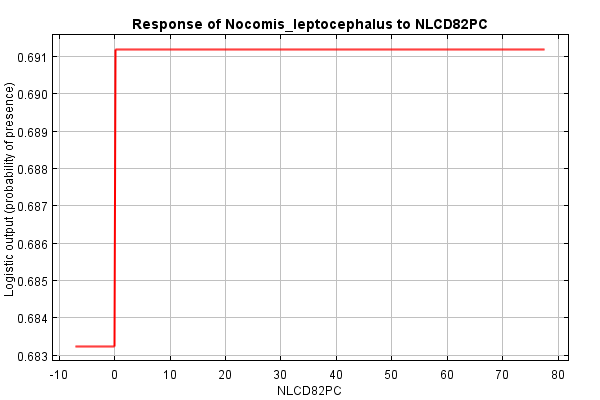 Response of Nocomis_leptocephalus to NLCD82PC
Logistic output (probability of presence)
0.691
0.690
0.689
0.688
0.687
0.686
0.685
0.684
0.683
-10 0 10 20 30 40 50 60 70 80
NLCD82PC